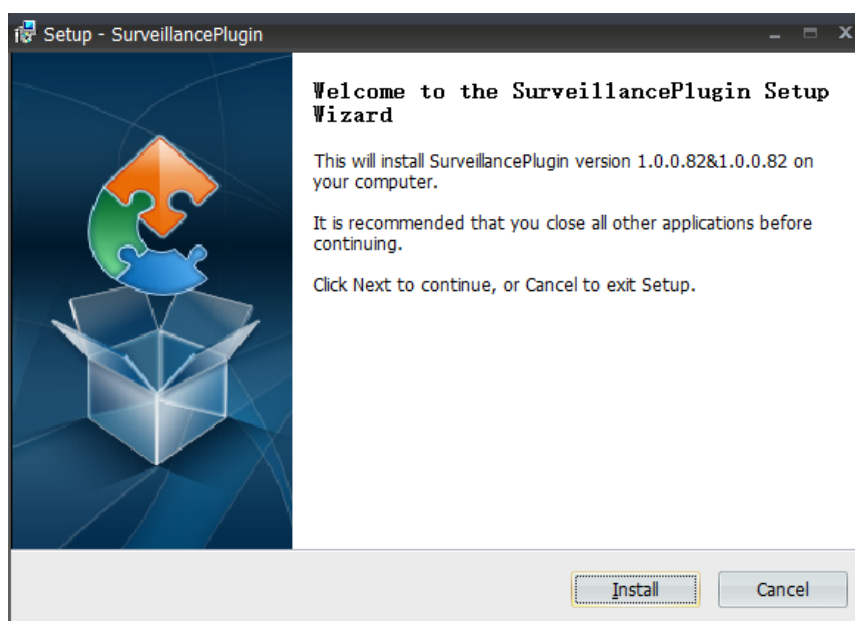 Setup - SurveillancePlugin
Welcome to the SurveillancePlugin Setup
Wizard
This will install SurveillancePlugin version 1.0.0.82&1.0.0.82 on
your computer.
It is recommended that you close all other applications before
continuing.
Click Next to continue, or Cancel to exit Setup.
Install
Cancel